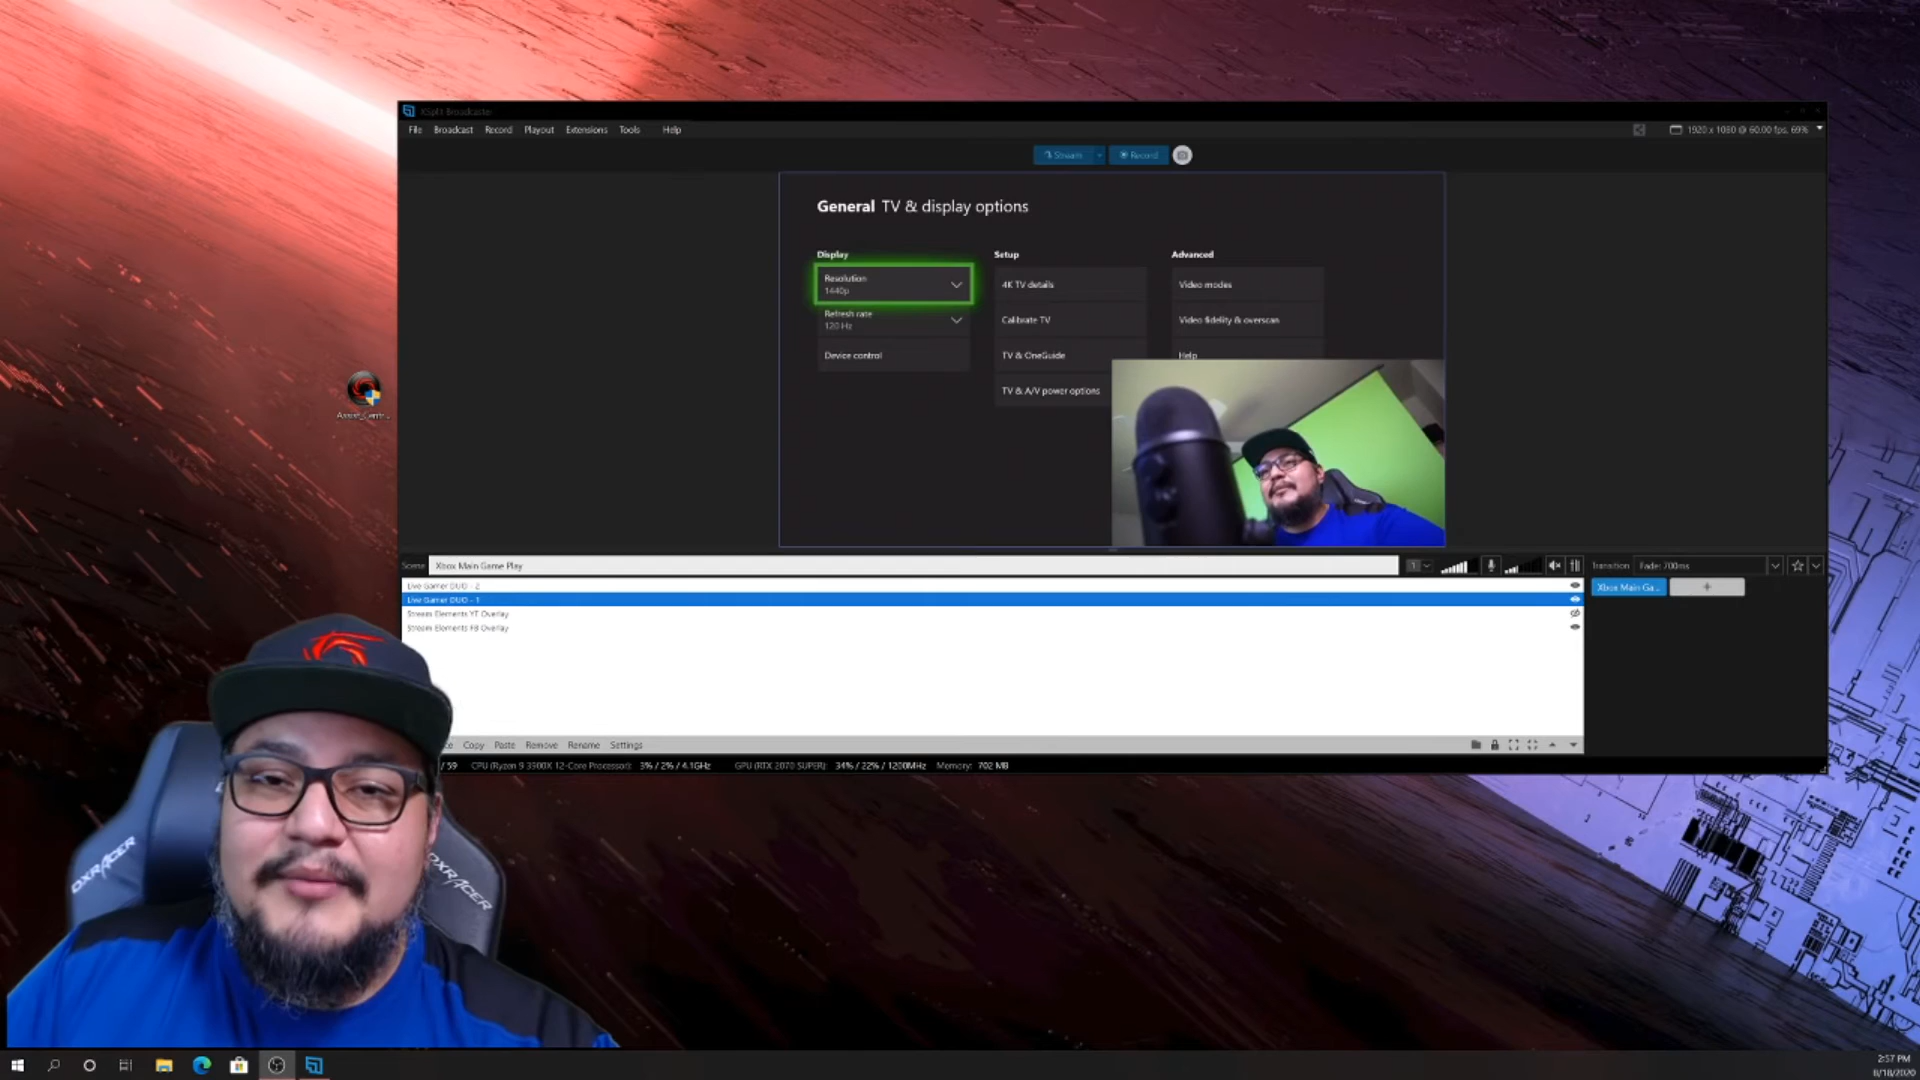 XSplit Broadcaster
File Broadcast Record Playout Extensions Tools Help
1920 x 1080 @ 60.00 fps, 69%
Stream Record
General TV & display options
Display Setup Advanced
Resolution
1440p
4K TV details
Video modes
Refresh rate
120 Hz
Calibrate TV
Video fidelity & overscan
Device control
TV & OneGuide
Help
TV & A/V power options
Scene Xbox Main Game Play
1
Transition Fade: 700ms
Live Gamer DUO - 2
Live Gamer DUO - 1
Xbox Main Ga...
+
Stream Elements YT Overlay
Stream Elements FB Overlay
Copy Paste Remove Rename Settings
/ 59 CPU (Ryzen 9 3900X 12-Core Processor): 3% / 2% / 4.1GHz GPU (RTX 2070 SUPER): 34% / 22% / 1200MHz Memory: 702 MB
DXRACER
DXRACER
2:57 PM
8/18/2020